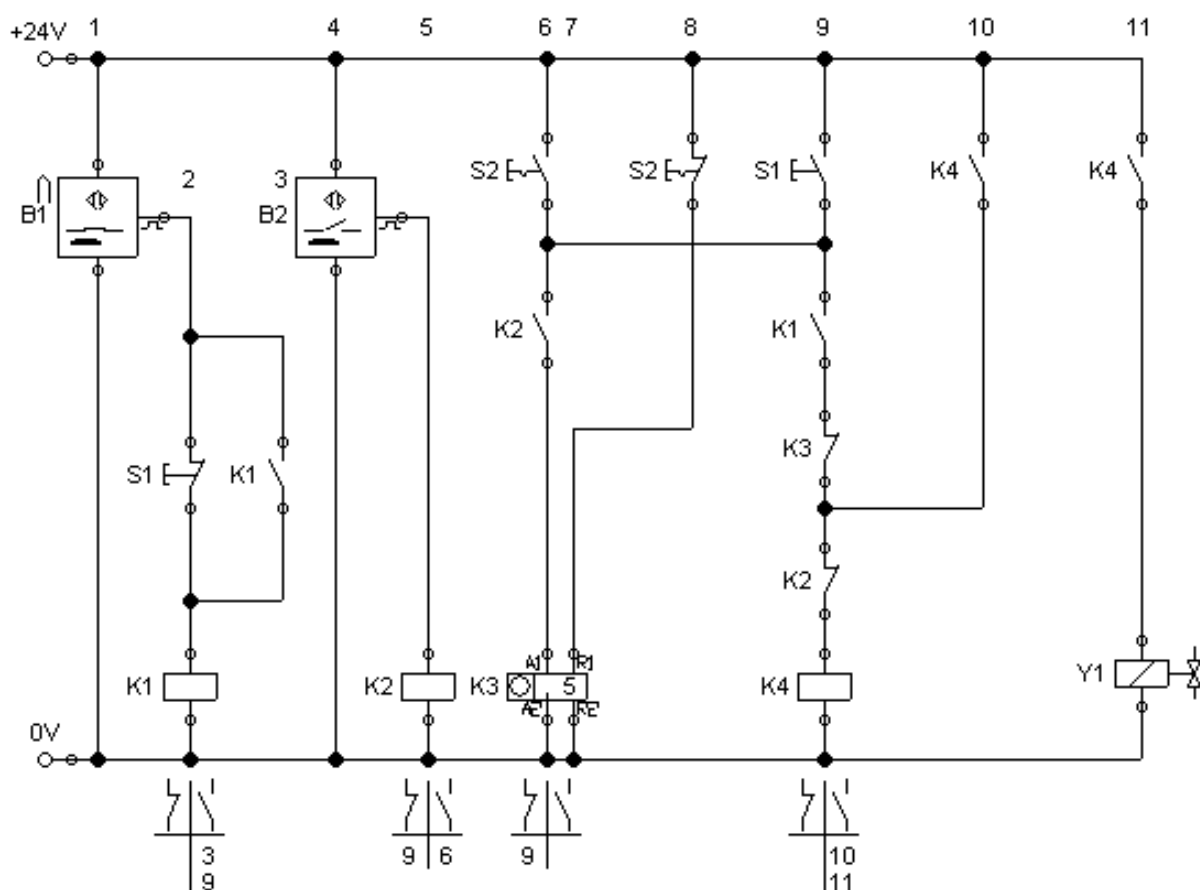 +24V 1 4 5 6 7 8 9 10 11
2 3
S2 S2 S1 K4 K4
B1 B2
K2 K1
S1 K1 K3
K2
A1 R1
K1 K2 K3 5 K4 Y1
A2 R2
0V
3 9 6 9 10
9 11